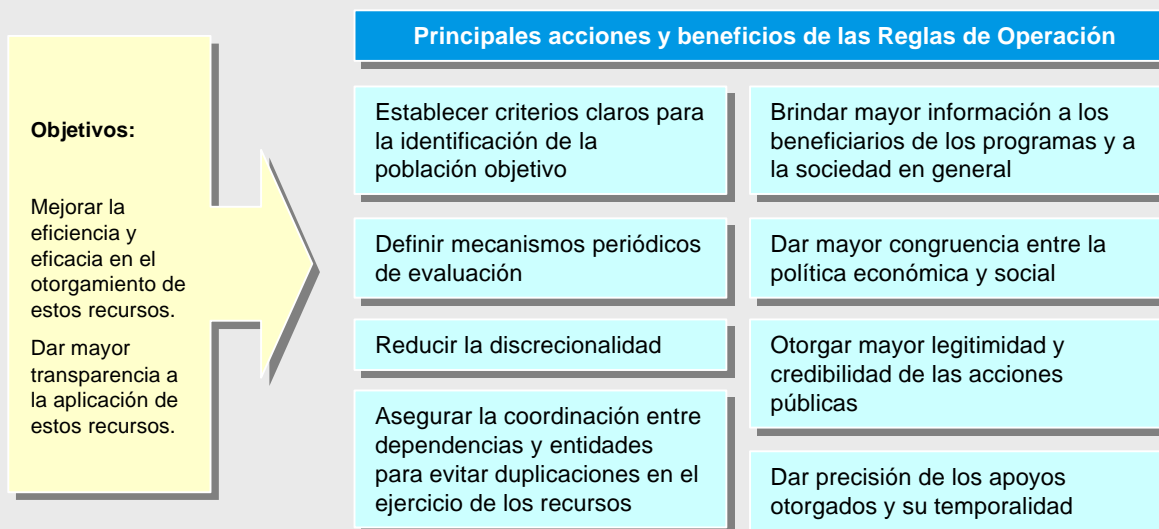 Principales acciones y beneficios de las Reglas de Operación
Objetivos:
Mejorar la
eficiencia y
eficacia en el
otorgamiento de
estos recursos.
Dar mayor
transparencia a
la aplicación de
estos recursos.
Establecer criterios claros para
la identificación de la
población objetivo
Definir mecanismos periódicos
de evaluación
Reducir la discrecionalidad
Asegurar la coordinación entre
dependencias y entidades
para evitar duplicaciones en el
ejercicio de los recursos
Brindar mayor información a los
beneficiarios de los programas y a
la sociedad en general
Dar mayor congruencia entre la
política económica y social
Otorgar mayor legitimidad y
credibilidad de las acciones
públicas
Dar precisión de los apoyos
otorgados y su temporalidad